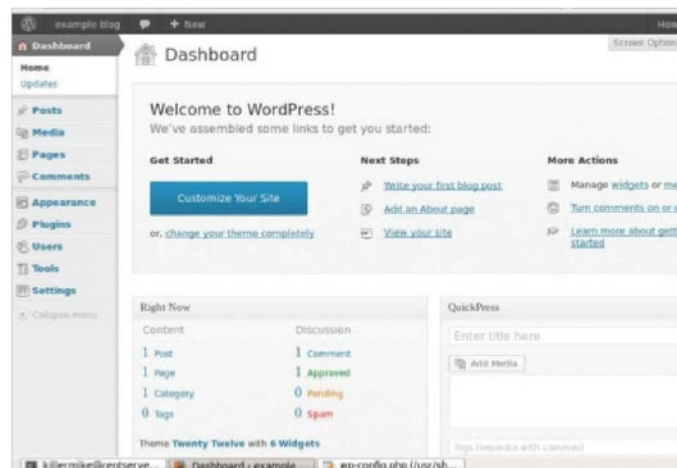 example blog + New
Dashboard
Home
Updates
Posts
Media
Pages
Comments
Appearance
Plugins
Users
Tools
Settings
Collapse menu
Screen Option
Dashboard
Welcome to WordPress!
We've assembled some links to get you started:
Get Started
Customize Your Site
or, change your theme completely
Next Steps
Write your first blog post
Add an About page
View your site
More Actions
Manage widgets or me
Turn comments on or
Learn more about gett
started
Right Now
Content
1 Post
1 Page
1 Category
0 Tags
Discussion
1 Comment
1 Approved
0 Pending
0 Spam
Theme Twenty Twelve with 6 Widgets
QuickPress
Enter title here
Add Media
Tags (separate with commas)
killermike@centserve...
Dashboard ‹ example ...
wp-config.php (/usr/sh...